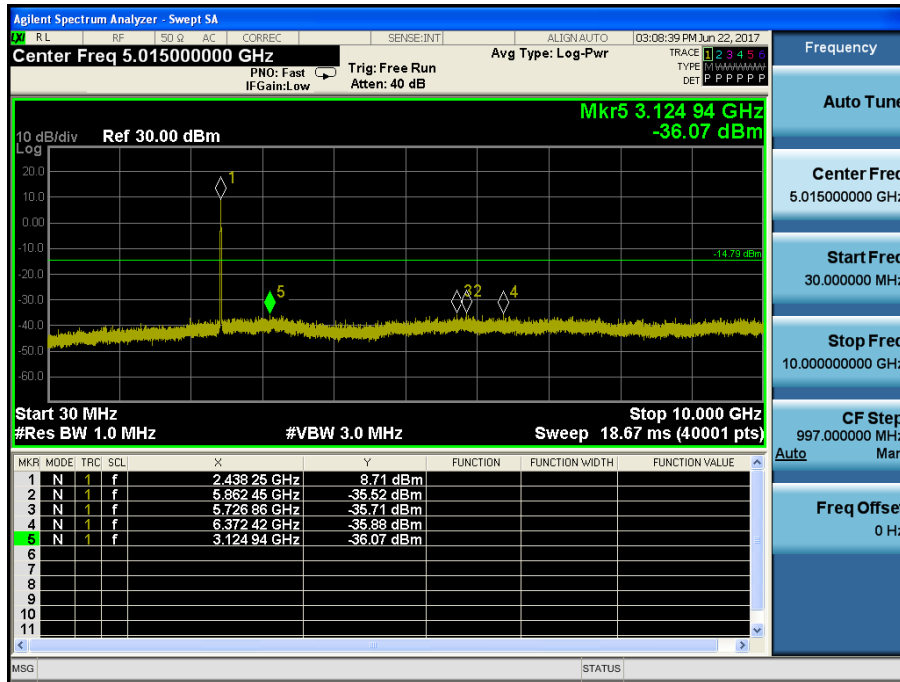 Agilent Spectrum Analyzer - Swept SA
LXI RL RF 50 Ω AC CORREC SENSE:INT ALIGN AUTO 03:08:39 PM Jun 22, 2017
Center Freq 5.015000000 GHz
PNO: Fast
IFGain:Low
Trig: Free Run
Atten: 40 dB
Avg Type: Log-Pwr
TRACE 1 2 3 4 5 6
TYPE M W W W W W
DET P P P P P P
Mkr5 3.124 94 GHz
-36.07 dBm
10 dB/div Ref 30.00 dBm
Log
20.0
10.0
0.00
-10.0
-20.0
-30.0
-40.0
-50.0
-60.0
1
-14.79 dBm
5
3 2
4
Start 30 MHz Stop 10.000 GHz
#Res BW 1.0 MHz #VBW 3.0 MHz Sweep 18.67 ms (40001 pts)
MKR MODE TRC SCL X Y FUNCTION FUNCTION WIDTH FUNCTION VALUE
1 N 1 f 2.438 25 GHz 8.71 dBm
2 N 1 f 5.862 45 GHz -35.52 dBm
3 N 1 f 5.726 86 GHz -35.71 dBm
4 N 1 f 6.372 42 GHz -35.88 dBm
5 N 1 f 3.124 94 GHz -36.07 dBm
6
7
8
9
10
11
MSG STATUS
Frequency
Auto Tune
Center Freq
5.015000000 GHz
Start Freq
30.000000 MHz
Stop Freq
10.000000000 GHz
CF Step
997.000000 MHz
Auto Man
Freq Offset
0 Hz